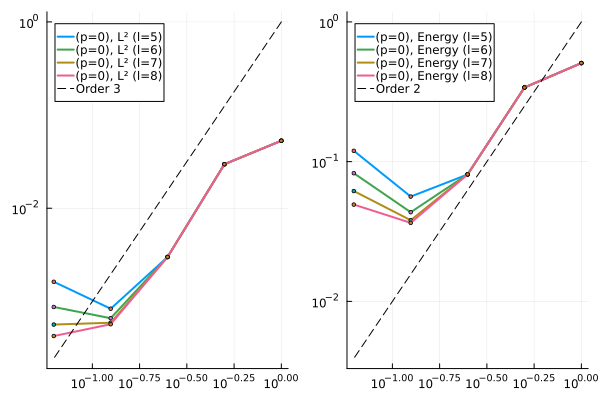 (p=0), L² (l=5)
(p=0), L² (l=6)
(p=0), L² (l=7)
(p=0), L² (l=8)
Order 3
10⁰
10⁻²
10⁻¹·⁰⁰ 10⁻⁰·⁷⁵ 10⁻⁰·⁵⁰ 10⁻⁰·²⁵ 10⁰·⁰⁰
(p=0), Energy (l=5)
(p=0), Energy (l=6)
(p=0), Energy (l=7)
(p=0), Energy (l=8)
Order 2
10⁰
10⁻¹
10⁻²
10⁻¹·⁰⁰ 10⁻⁰·⁷⁵ 10⁻⁰·⁵⁰ 10⁻⁰·²⁵ 10⁰·⁰⁰